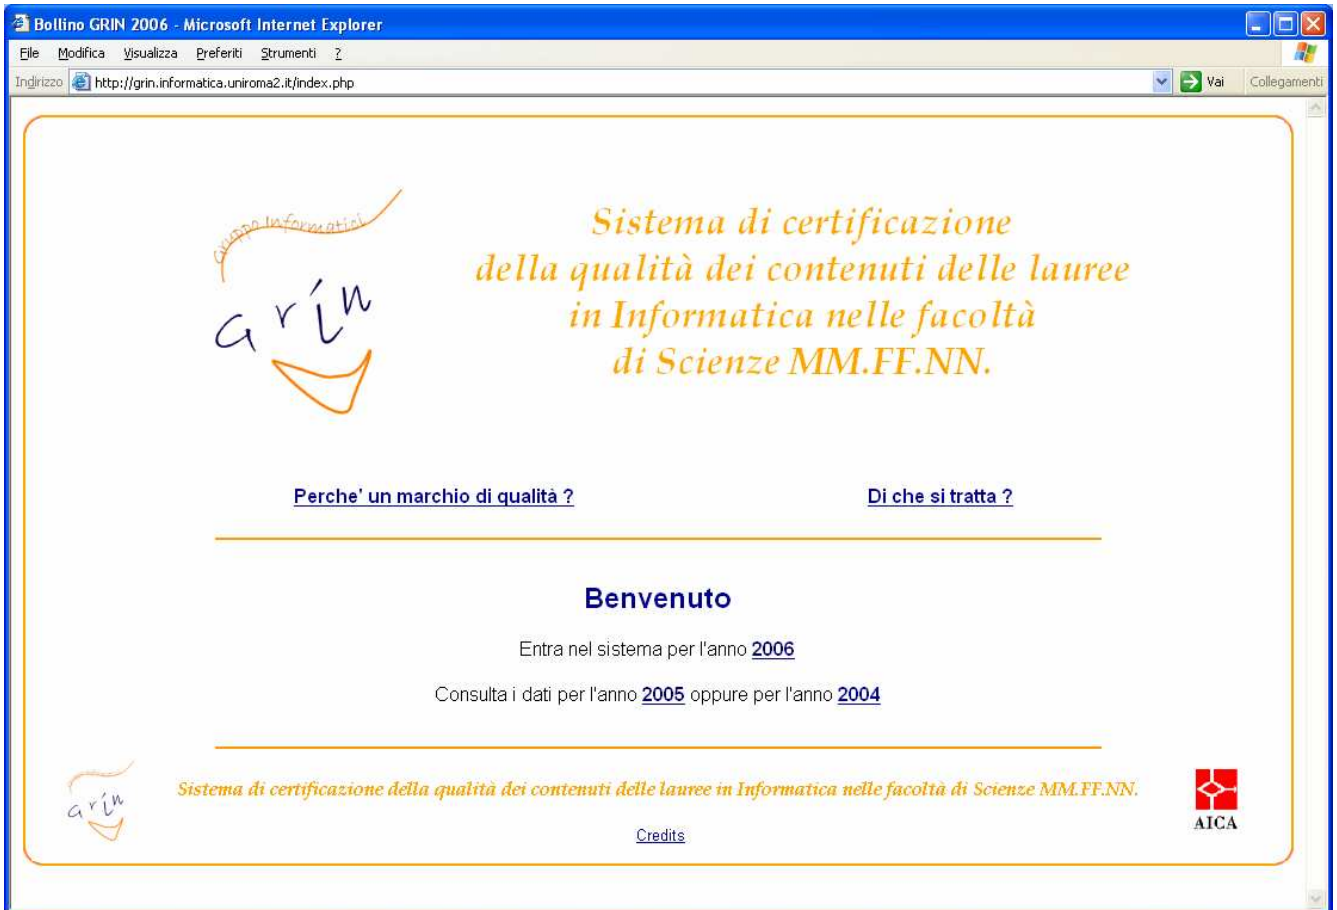 Bollino GRIN 2006 - Microsoft Internet Explorer
File Modifica Visualizza Preferiti Strumenti ?
Indirizzo http://grin.informatica.uniroma2.it/index.php Vai Collegamenti
Gruppo Informatici
Grin
Sistema di certificazione
della qualità dei contenuti delle lauree
in Informatica nelle facoltà
di Scienze MM.FF.NN.
Perche' un marchio di qualità ? Di che si tratta ?
Benvenuto
Entra nel sistema per l'anno 2006
Consulta i dati per l'anno 2005 oppure per l'anno 2004
Grin
Sistema di certificazione della qualità dei contenuti delle lauree in Informatica nelle facoltà di Scienze MM.FF.NN.
AICA
Credits